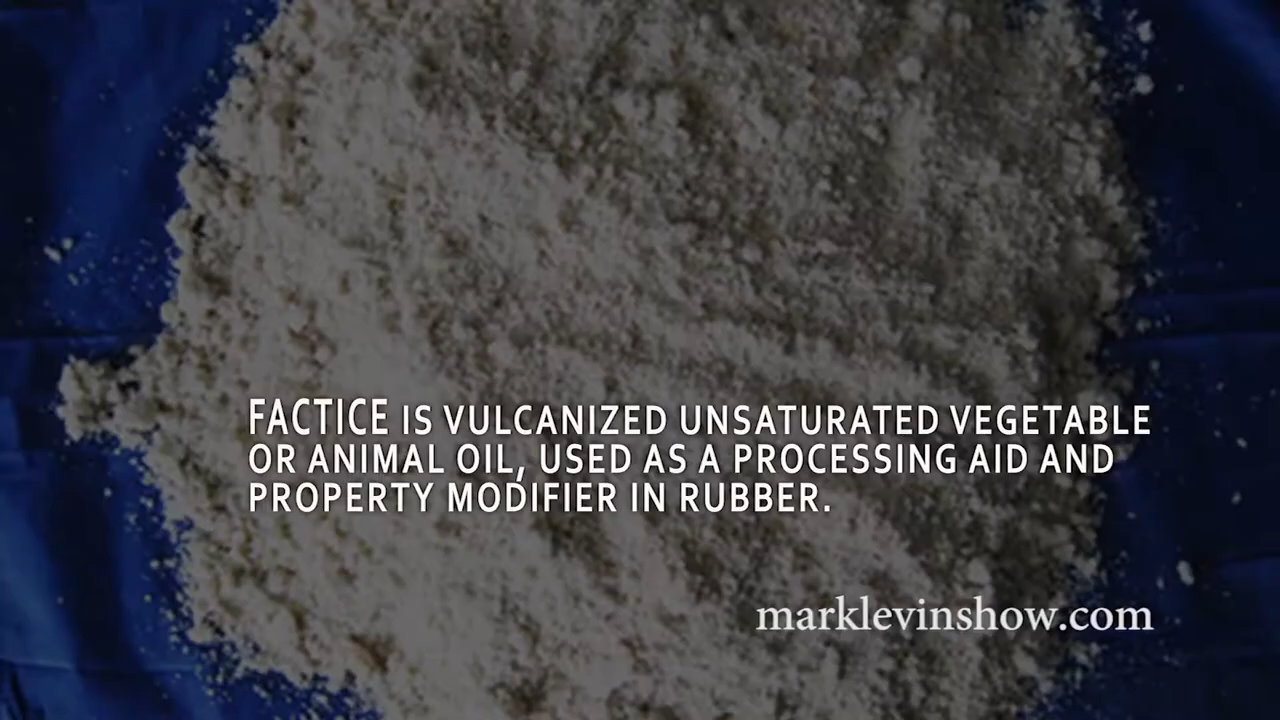 FACTICE IS VULCANIZED UNSATURATED VEGETABLE
OR ANIMAL OIL, USED AS A PROCESSING AID AND
PROPERTY MODIFIER IN RUBBER.
marklevinshow.com